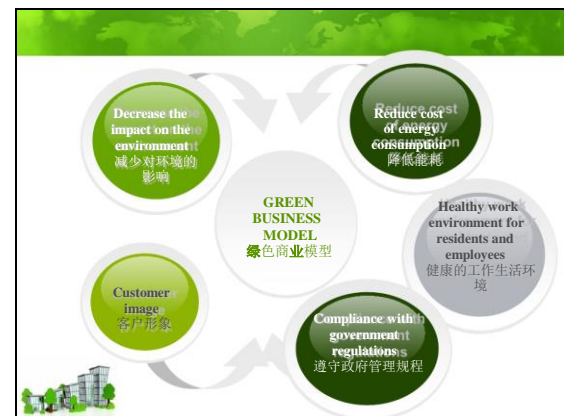 Decrease the
impact on the
environment
减少对环境的
影响
Reduce cost
of energy
consumption
降低能耗
GREEN
BUSINESS
MODEL
绿色商业模型
Healthy work
environment for
residents and
employees
健康的工作生活环
境
Customer
image
客户形象
Compliance with
government
regulations
遵守政府管理规程